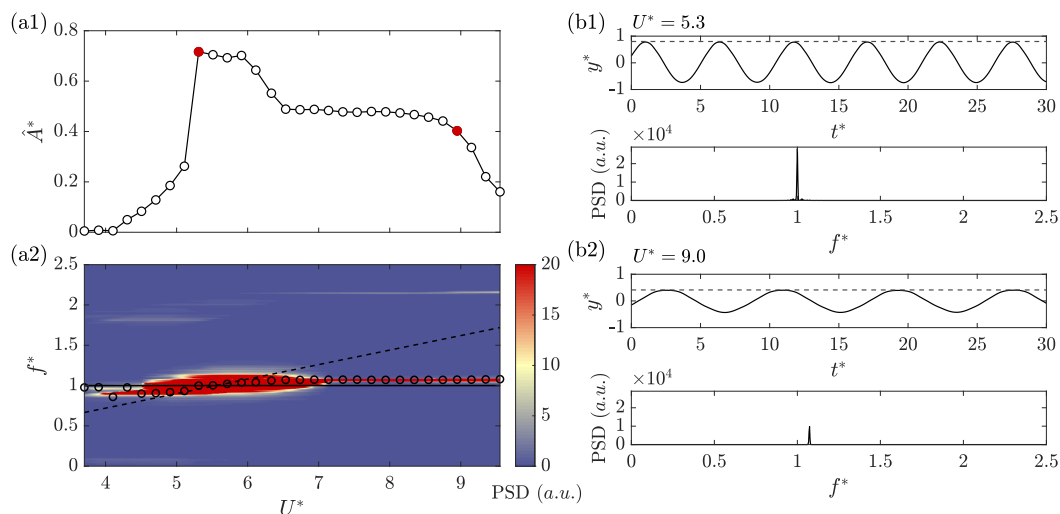 (a1)
0.8
0.6
0.4
0.2
0
Â*
(a2)
2.5
2
1.5
1
0.5
0
f*
4 5 6 7 8 9
U*
20
15
10
5
0
PSD (a.u.)
(b1) U* = 5.3
1
0
-1
y*
0 5 10 15 20 25 30
t*
×10⁴
2
1
0
PSD (a.u.)
0 0.5 1 1.5 2 2.5
f*
(b2) U* = 9.0
1
0
-1
y*
0 5 10 15 20 25 30
t*
×10⁴
2
1
0
PSD (a.u.)
0 0.5 1 1.5 2 2.5
f*